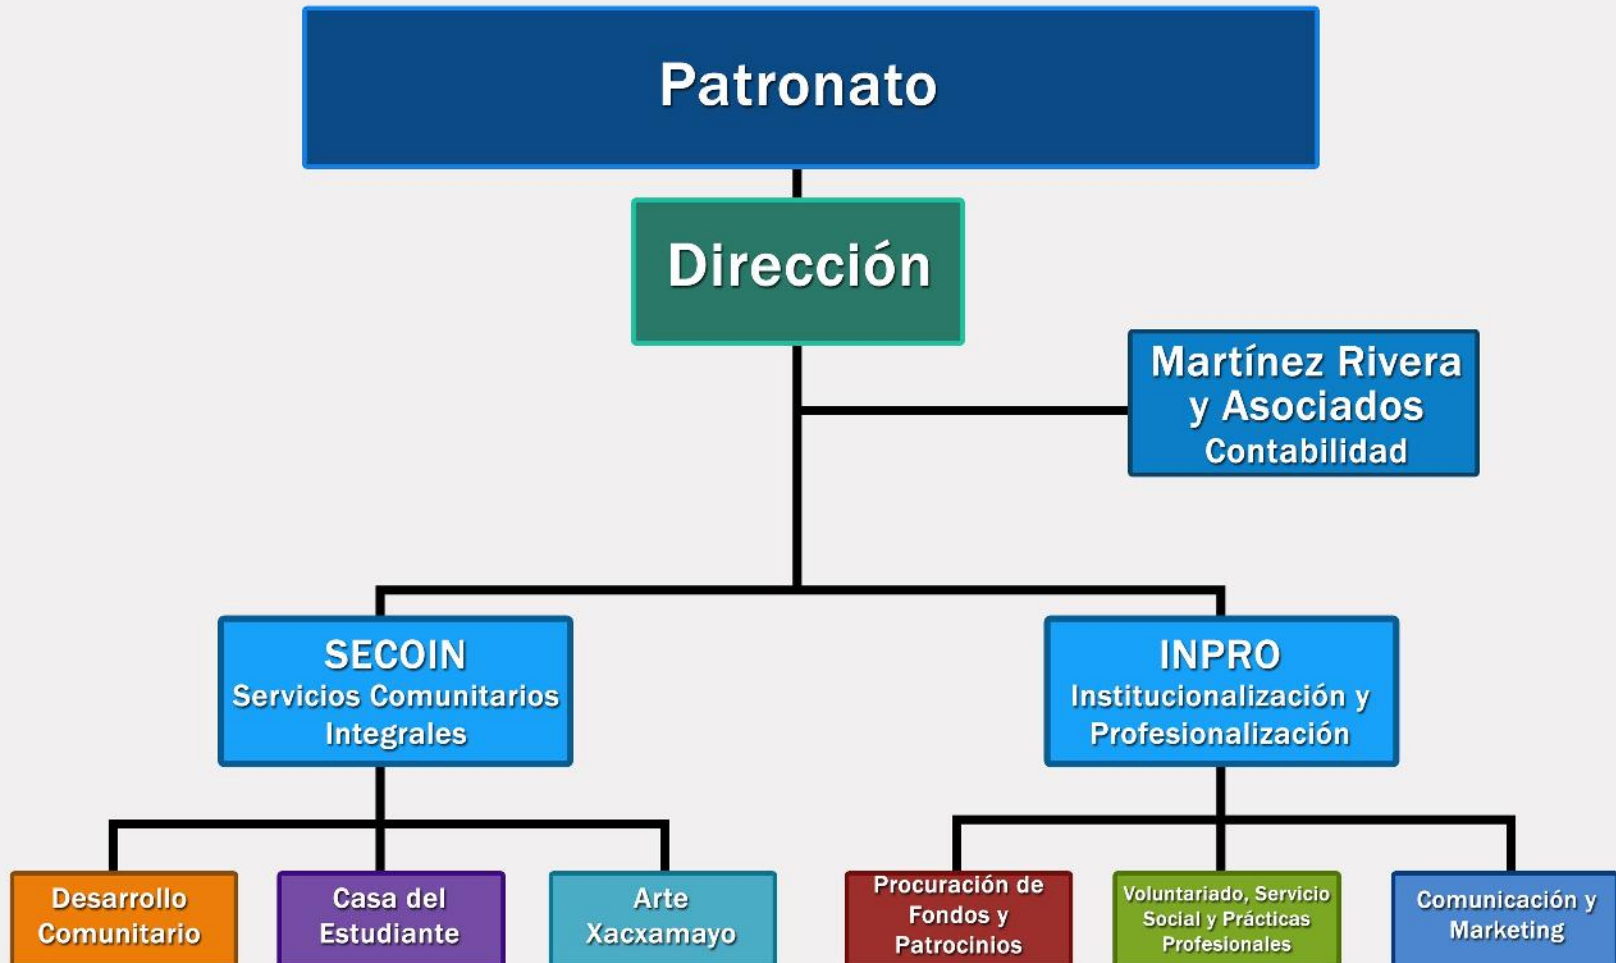 Patronato
Dirección
Martínez Rivera
y Asociados
Contabilidad
SECOIN
Servicios Comunitarios
Integrales
INPRO
Institucionalización y
Profesionalización
Desarrollo
Comunitario
Casa del
Estudiante
Arte
Xacxamayo
Procuración de
Fondos y
Patrocinios
Voluntariado, Servicio
Social y Prácticas
Profesionales
Comunicación y
Marketing